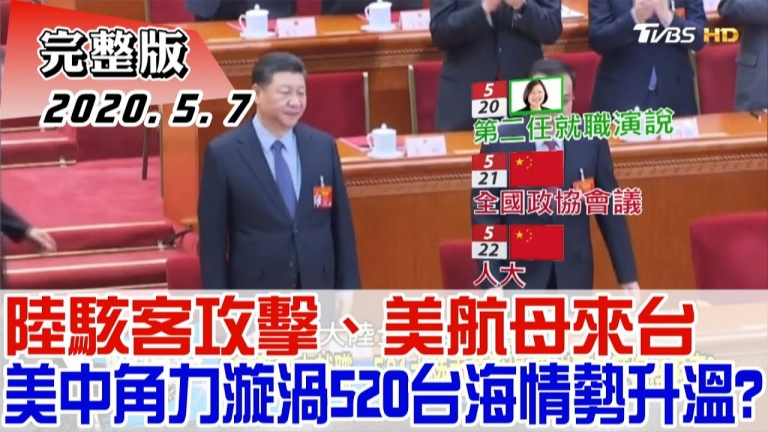 完整版
2020.5.7
TVBS HD
5
20
第二任就職演說
5
21
全國政協會議
5
22
人大
陸駭客攻擊、美航母來台
美中角力漩渦520台海情勢升溫?